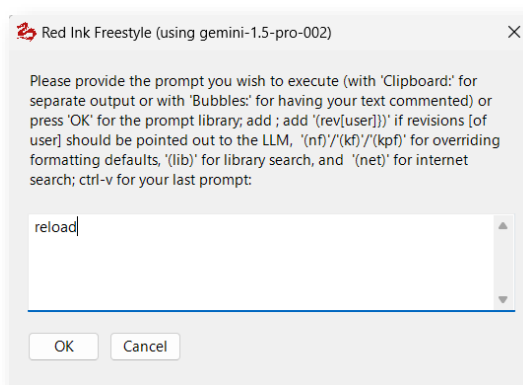 Red Ink Freestyle (using gemini-1.5-pro-002)
Please provide the prompt you wish to execute (with 'Clipboard:' for
separate output or with 'Bubbles:' for having your text commented) or
press 'OK' for the prompt library; add ; add '(rev[user]))' if revisions [of
user] should be pointed out to the LLM,  '(nf)'/'(kf)'/'(kpf)' for overriding
formatting defaults, '(lib)' for library search, and  '(net)' for internet
search; ctrl-v for your last prompt:
reload
OK
Cancel